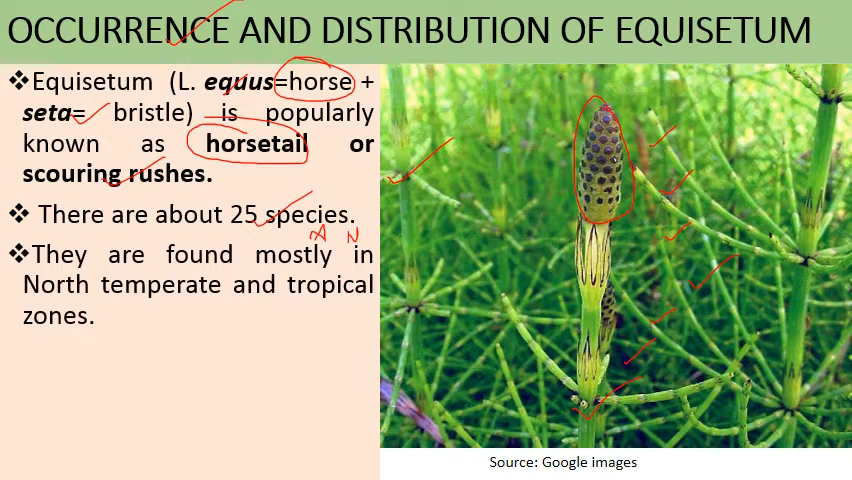 OCCURRENCE AND DISTRIBUTION OF EQUISETUM
❖Equisetum (L. equus=horse +
seta= bristle) is popularly
known as horsetail or
scouring rushes.
❖ There are about 25 species.
A N
❖They are found mostly in
North temperate and tropical
zones.
Source: Google images